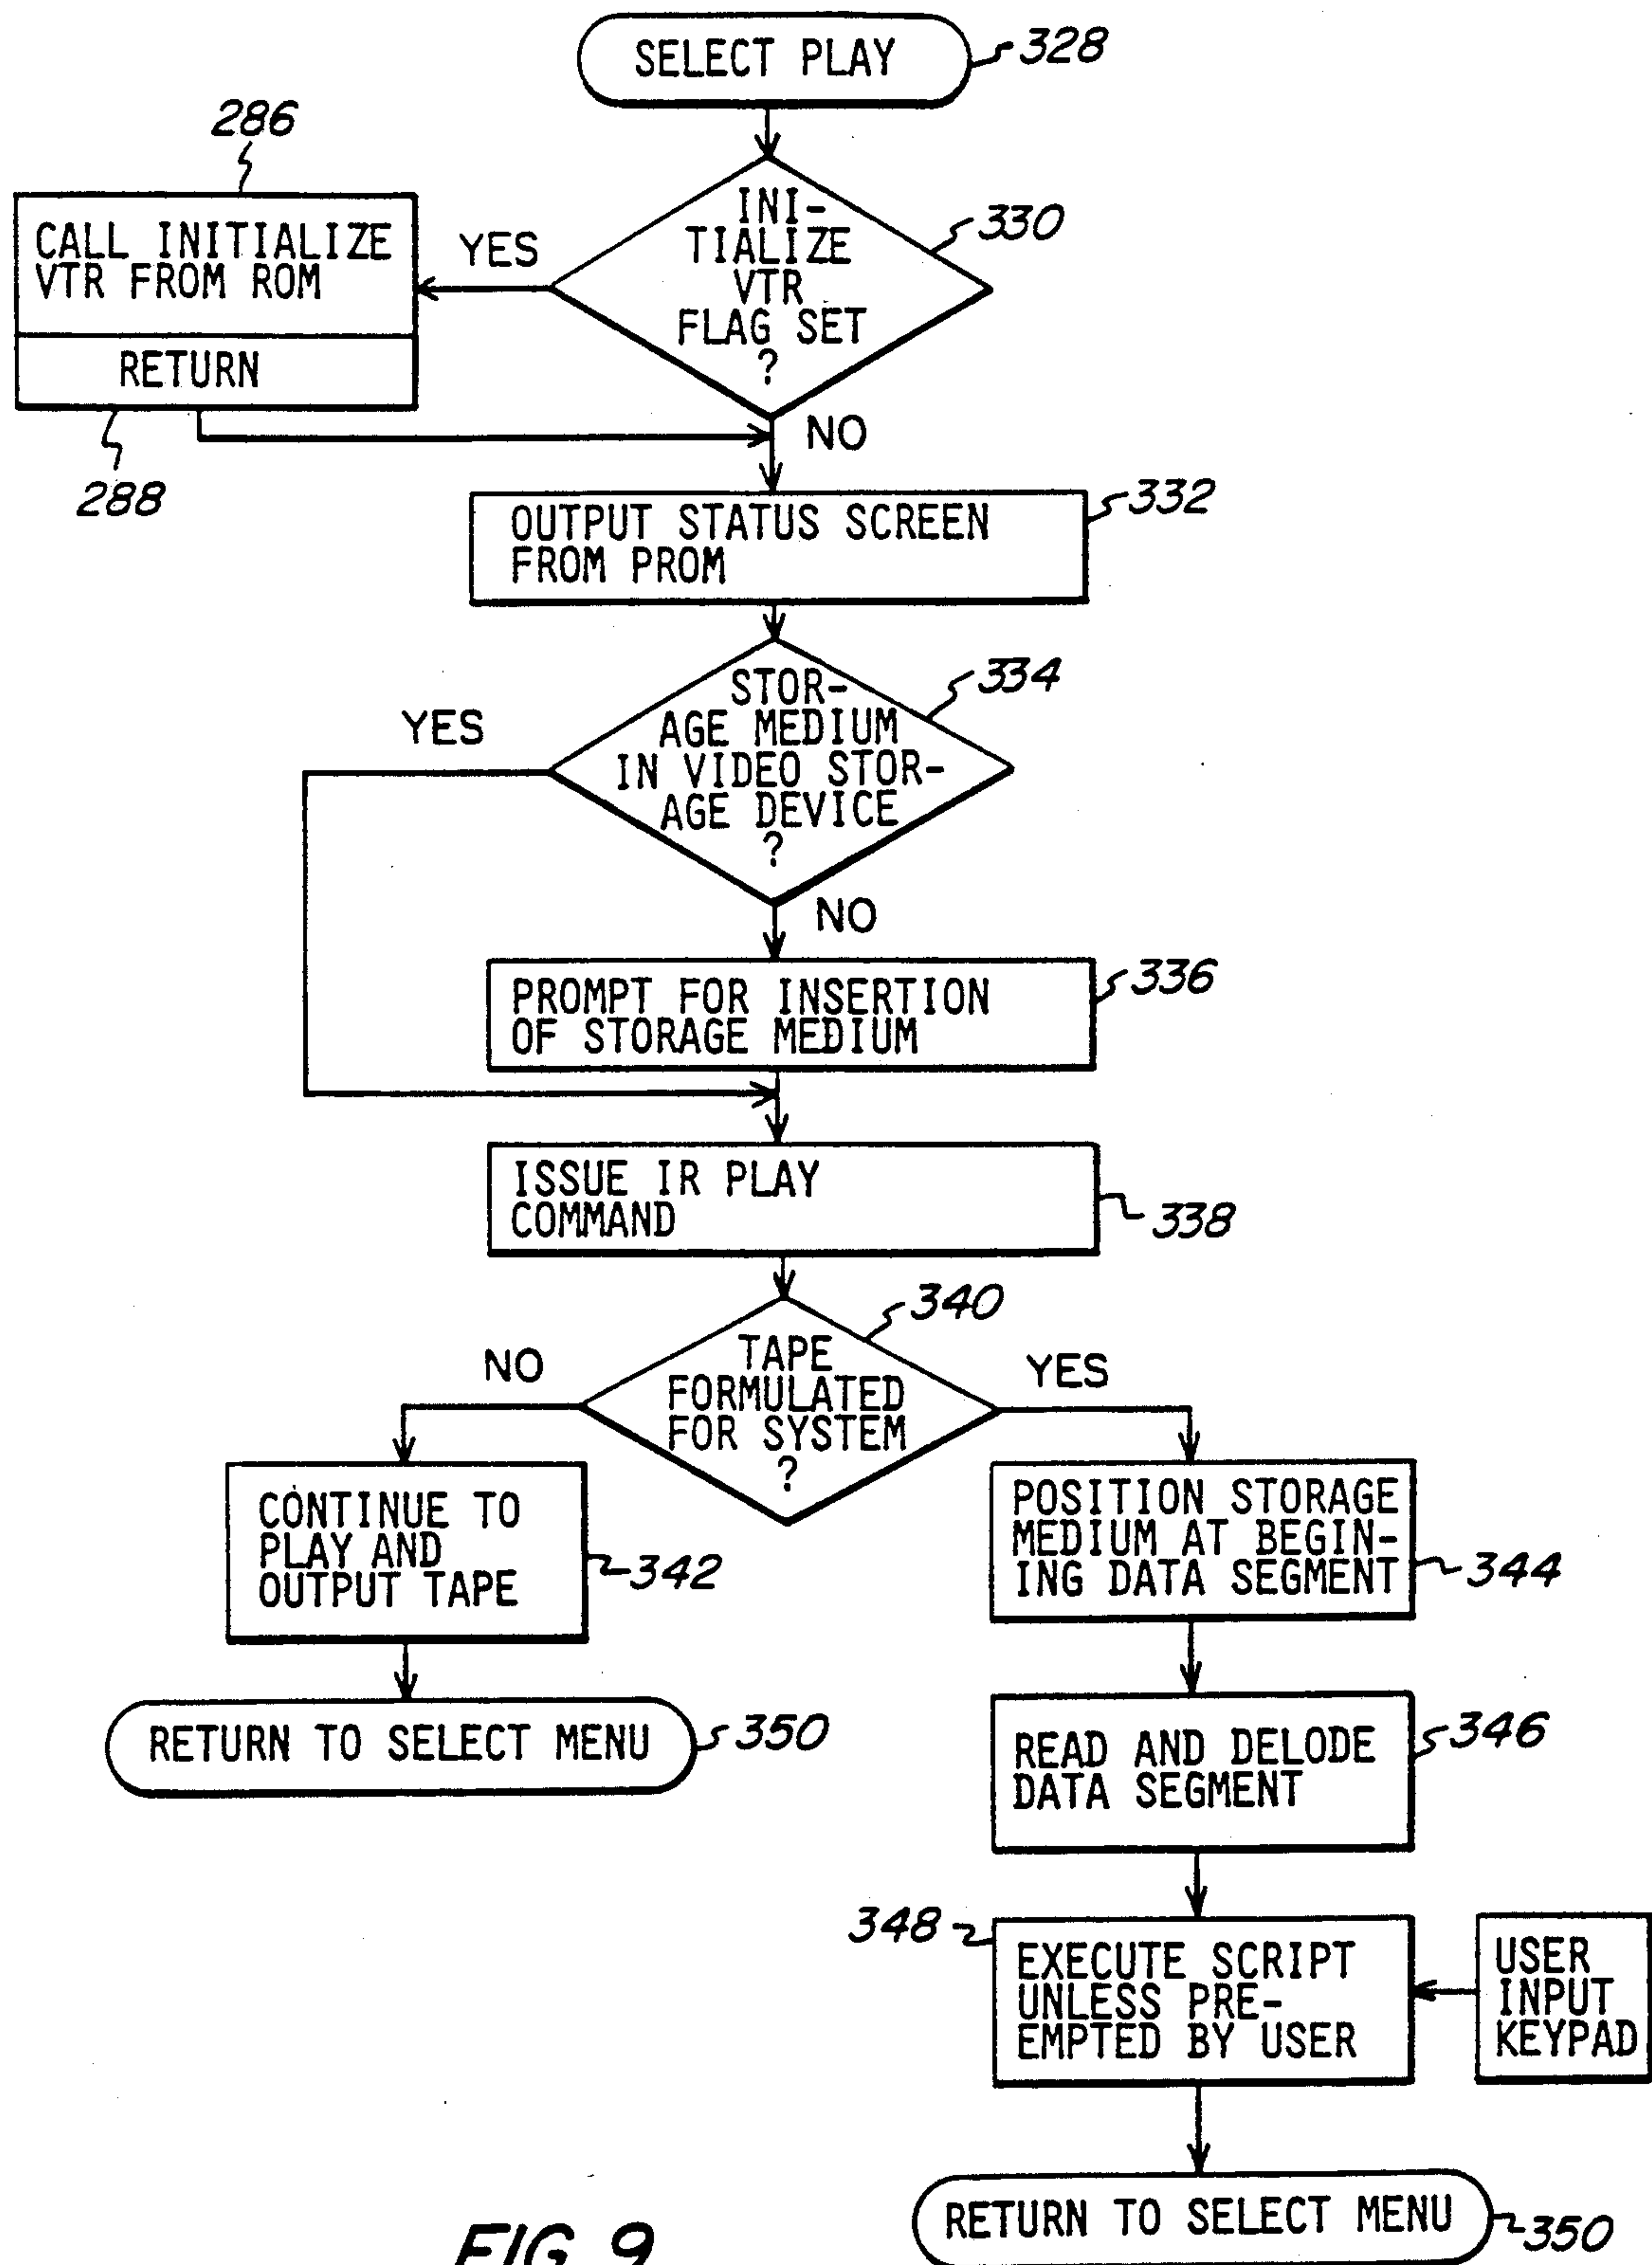 SELECT PLAY
328
286
CALL INITIALIZE
VTR FROM ROM
RETURN
288
YES
INI-
TIALIZE
VTR
FLAG SET
?
330
NO
OUTPUT STATUS SCREEN
FROM PROM
332
STOR-
AGE MEDIUM
IN VIDEO STOR-
AGE DEVICE
?
334
YES
NO
PROMPT FOR INSERTION
OF STORAGE MEDIUM
336
ISSUE IR PLAY
COMMAND
338
TAPE
FORMULATED
FOR SYSTEM
?
340
NO
YES
CONTINUE TO
PLAY AND
OUTPUT TAPE
342
RETURN TO SELECT MENU
350
POSITION STORAGE
MEDIUM AT BEGIN-
ING DATA SEGMENT
344
READ AND DELODE
DATA SEGMENT
346
348
EXECUTE SCRIPT
UNLESS PRE-
EMPTED BY USER
USER
INPUT
KEYPAD
RETURN TO SELECT MENU
350
FIG. 9